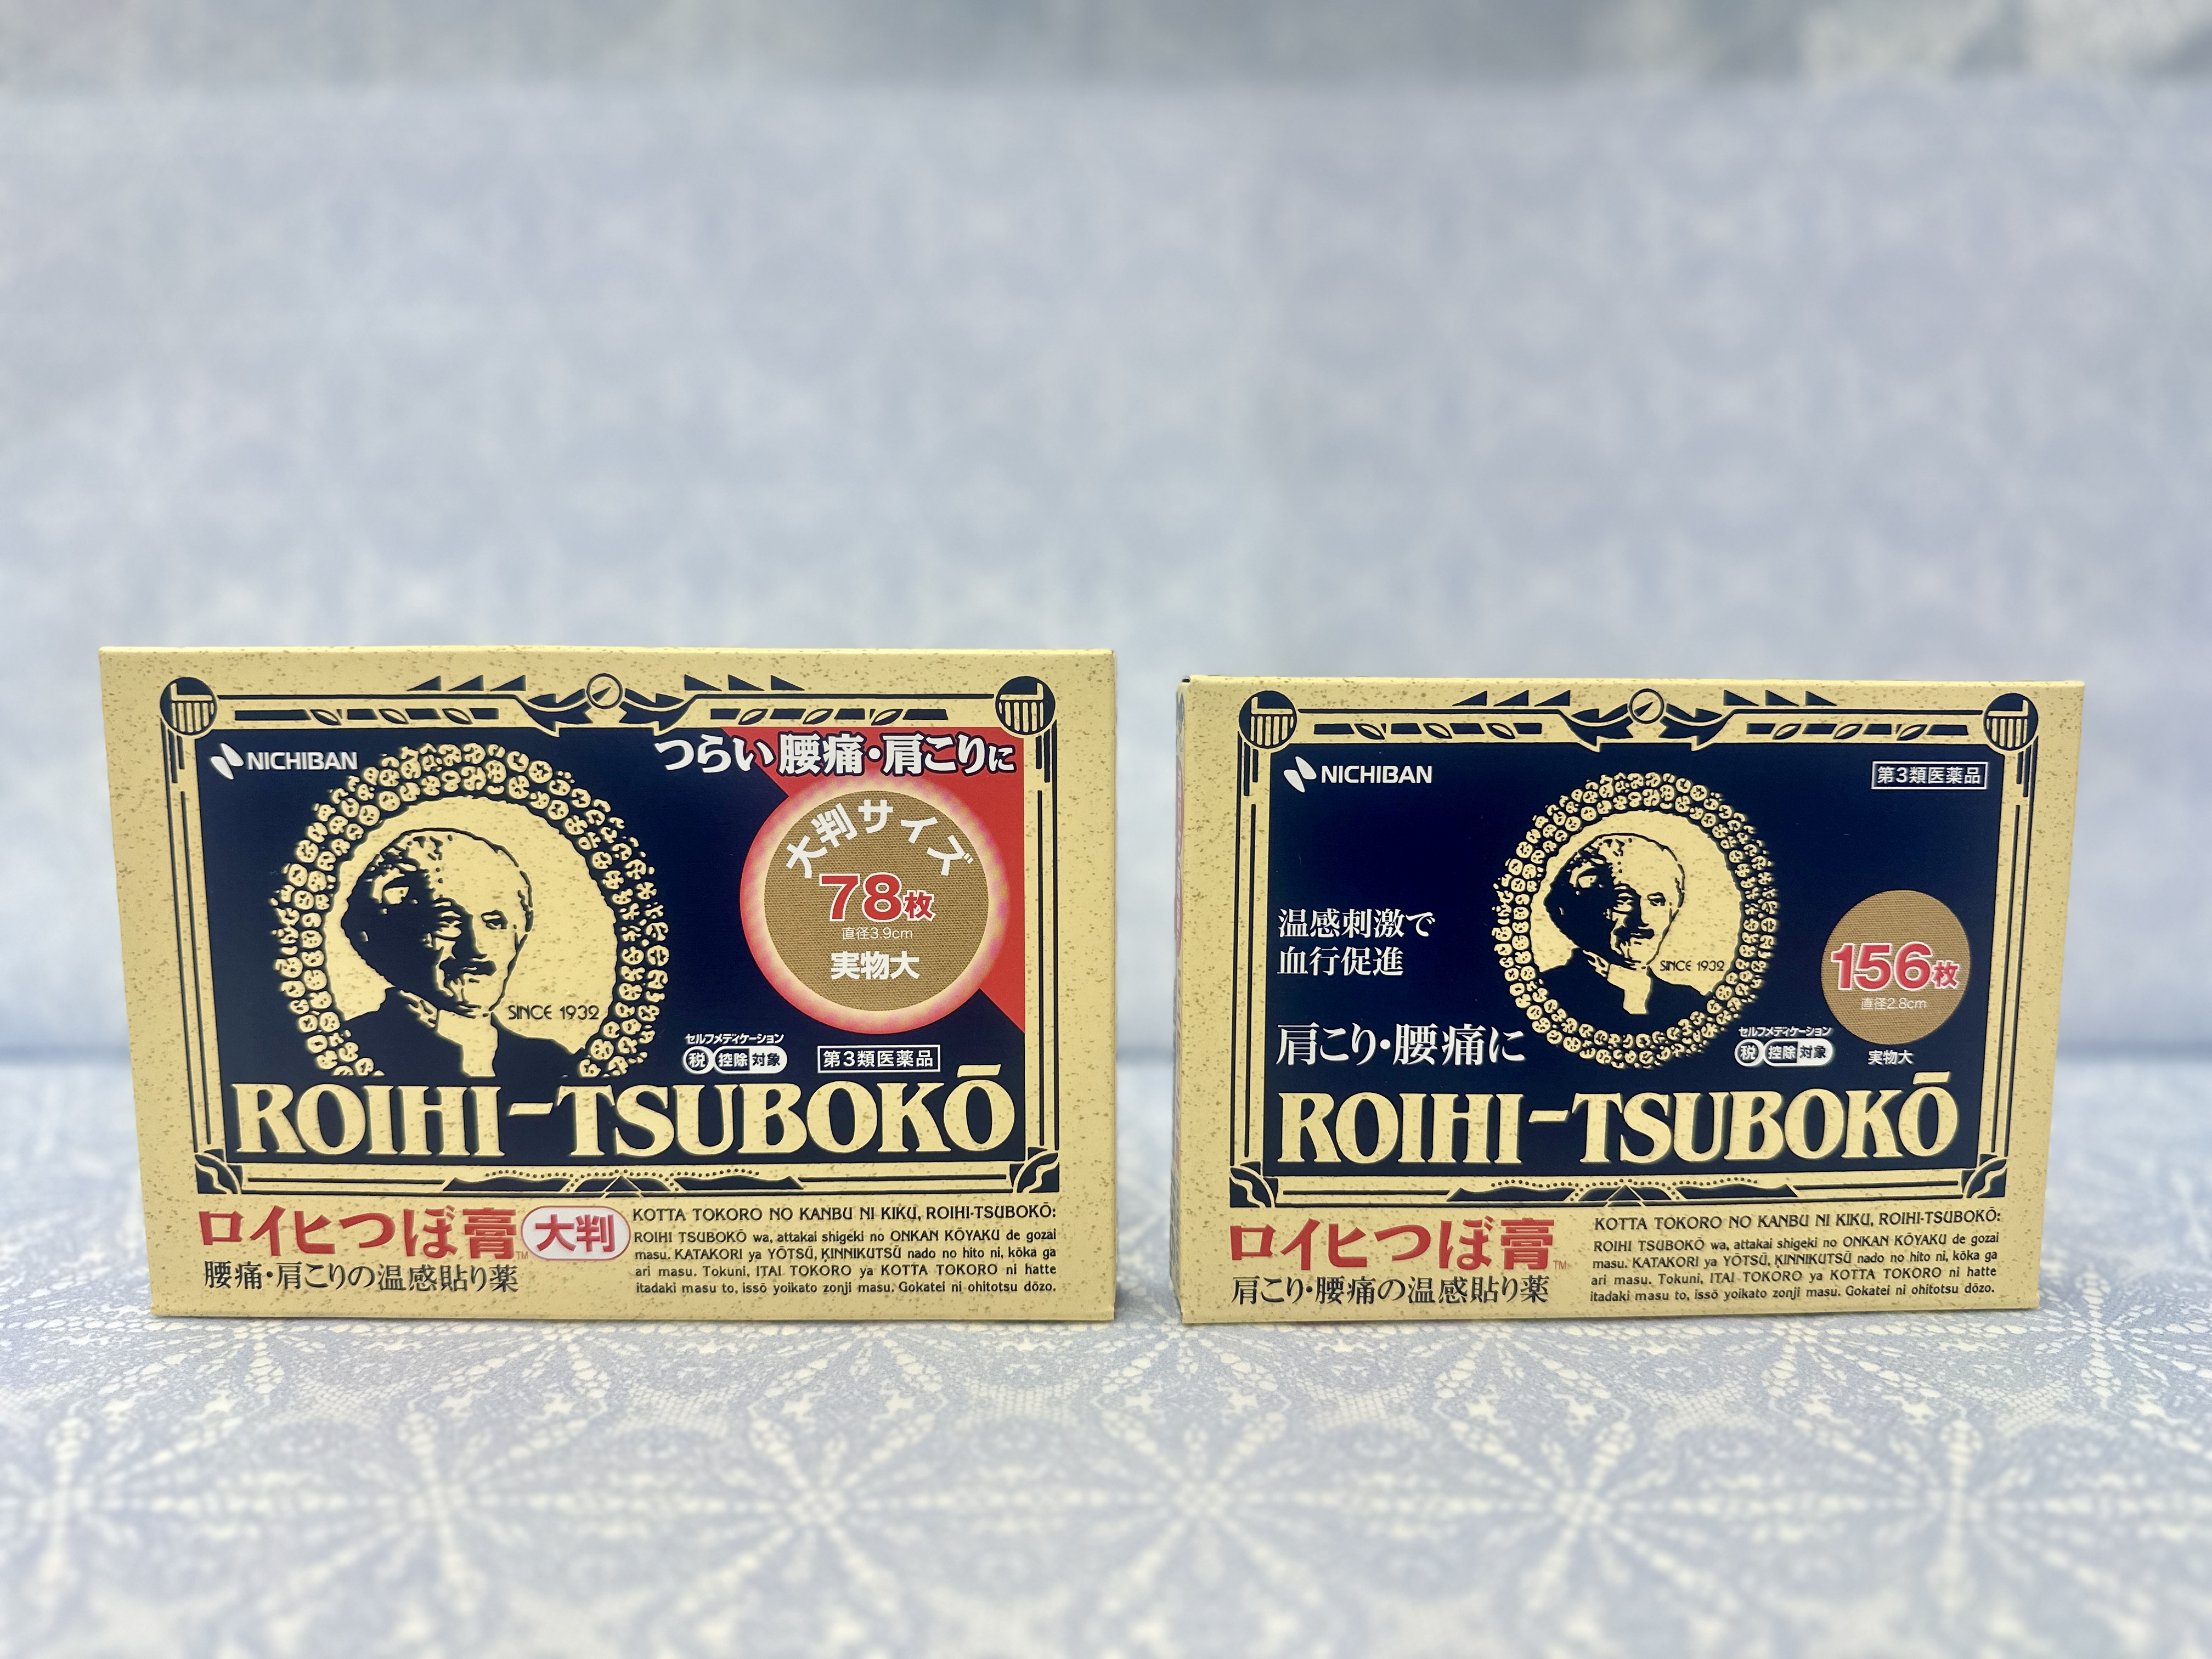 NICHIBAN
つらい腰痛・肩こりに
大判サイズ
78枚
直径3.9cm
実物大
SINCE 1932
セルフメディケーション
税 控除 対象
第3類医薬品
ROIHI-TSUBOKŌ
ロイヒつぼ膏™ 大判
腰痛・肩こりの温感貼り薬
KOTTA TOKORO NO KANBU NI KIKU, ROIHI-TSUBOKŌ:
ROIHI TSUBOKŌ wa, attakai shigeki no ONKAN KŌYAKU de gozai
masu. KATAKORI ya YŌTSŪ, KINNIKUTSŪ nado no hito ni, kōka ga
ari masu. Tokuni, ITAI TOKORO ya KOTTA TOKORO ni hatte
itadaki masu to, issō yoikato zonji masu. Gokatei ni ohitotsu dōzo.
NICHIBAN
第3類医薬品
温感刺激で
血行促進
肩こり・腰痛に
SINCE 1932
156枚
直径2.8cm
実物大
セルフメディケーション
税 控除 対象
ROIHI-TSUBOKŌ
ロイヒつぼ膏™
肩こり・腰痛の温感貼り薬
KOTTA TOKORO NO KANBU NI KIKU, ROIHI-TSUBOKŌ:
ROIHI TSUBOKŌ wa, attakai shigeki no ONKAN KŌYAKU de gozai
masu. KATAKORI ya YŌTSŪ, KINNIKUTSŪ nado no hito ni, kōka ga
ari masu. Tokuni, ITAI TOKORO ya KOTTA TOKORO ni hatte
itadaki masu to, issō yoikato zonji masu. Gokatei ni ohitotsu dōzo.